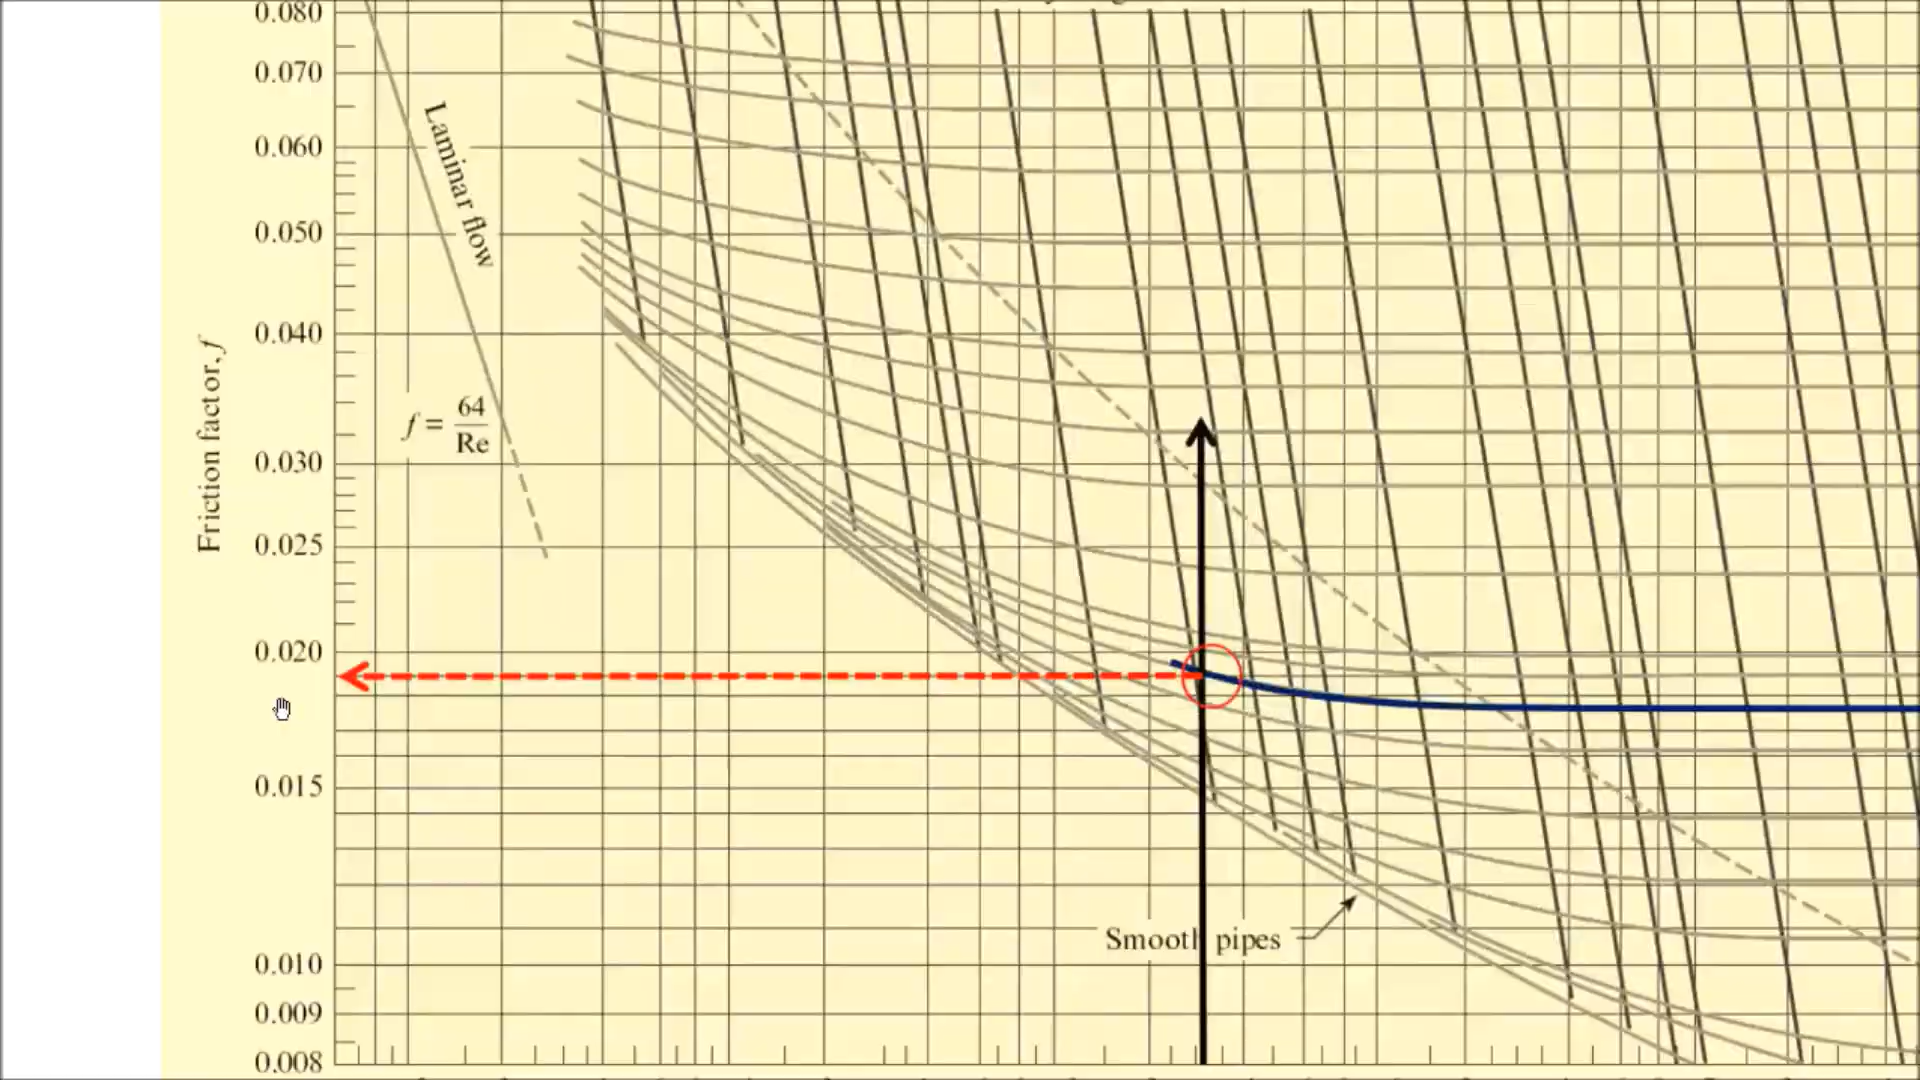 0.080
0.070
0.060
0.050
0.040
0.030
0.025
0.020
0.015
0.010
0.009
0.008
Friction factor, f
Laminar flow
f = 64
Re
Smooth pipes